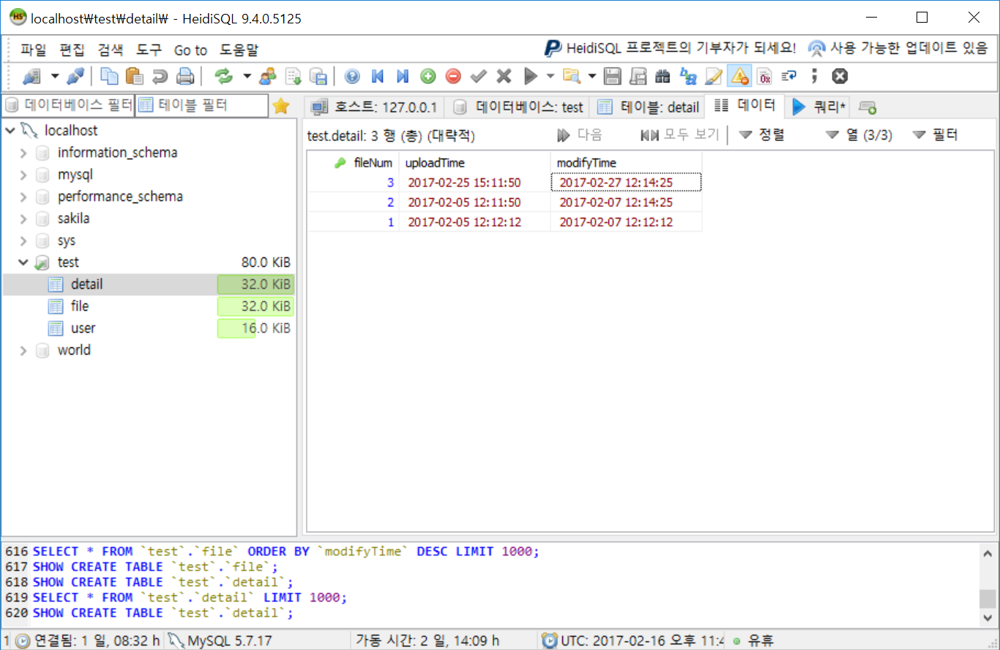 localhost₩test₩detail₩ - HeidiSQL 9.4.0.5125
파일 편집 검색 도구 Go to 도움말 HeidiSQL 프로젝트의 기부자가 되세요! 사용 가능한 업데이트 있음
데이터베이스 필터 테이블 필터
호스트: 127.0.0.1 데이터베이스: test 테이블: detail 데이터 쿼리*
test.detail: 3 행 (총) (대략적) 다음 모두 보기 정렬 열 (3/3) 필터
localhost
information_schema
mysql
performance_schema
sakila
sys
test 80.0 KiB
detail 32.0 KiB
file 32.0 KiB
user 16.0 KiB
world
fileNum uploadTime modifyTime
3 2017-02-25 15:11:50 2017-02-27 12:14:25
2 2017-02-05 12:11:50 2017-02-07 12:14:25
1 2017-02-05 12:12:12 2017-02-07 12:12:12
616 SELECT * FROM `test`.`file` ORDER BY `modifyTime` DESC LIMIT 1000;
617 SHOW CREATE TABLE `test`.`file`;
618 SHOW CREATE TABLE `test`.`detail`;
619 SELECT * FROM `test`.`detail` LIMIT 1000;
620 SHOW CREATE TABLE `test`.`detail`;
1 연결됨: 1 일, 08:32 h MySQL 5.7.17 가동 시간: 2 일, 14:09 h UTC: 2017-02-16 오후 11:4 유휴